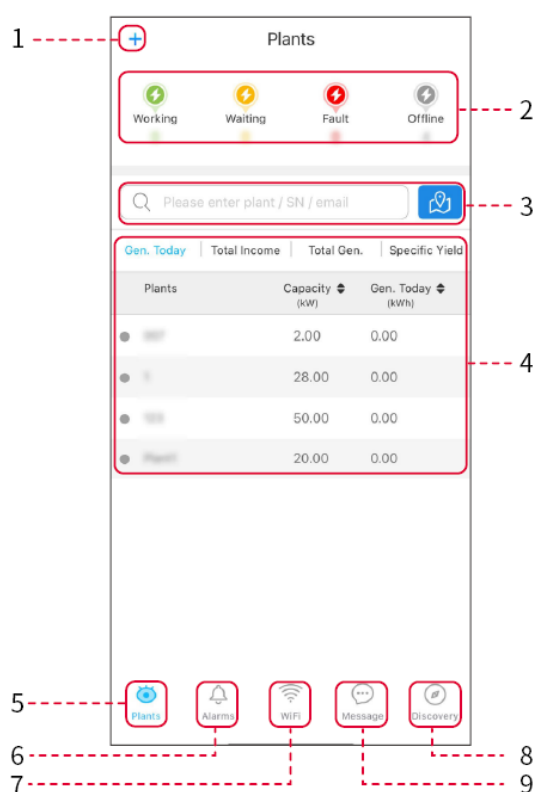 1
Plants
Working Waiting Fault Offline
2
Please enter plant / SN / email
3
Gen. Today Total Income Total Gen. Specific Yield
Plants Capacity Gen. Today
(kW) (kWh)
2.00 0.00
28.00 0.00
4
50.00 0.00
20.00 0.00
5
Plants Alarms WiFi Message Discovery
6 8
7 9